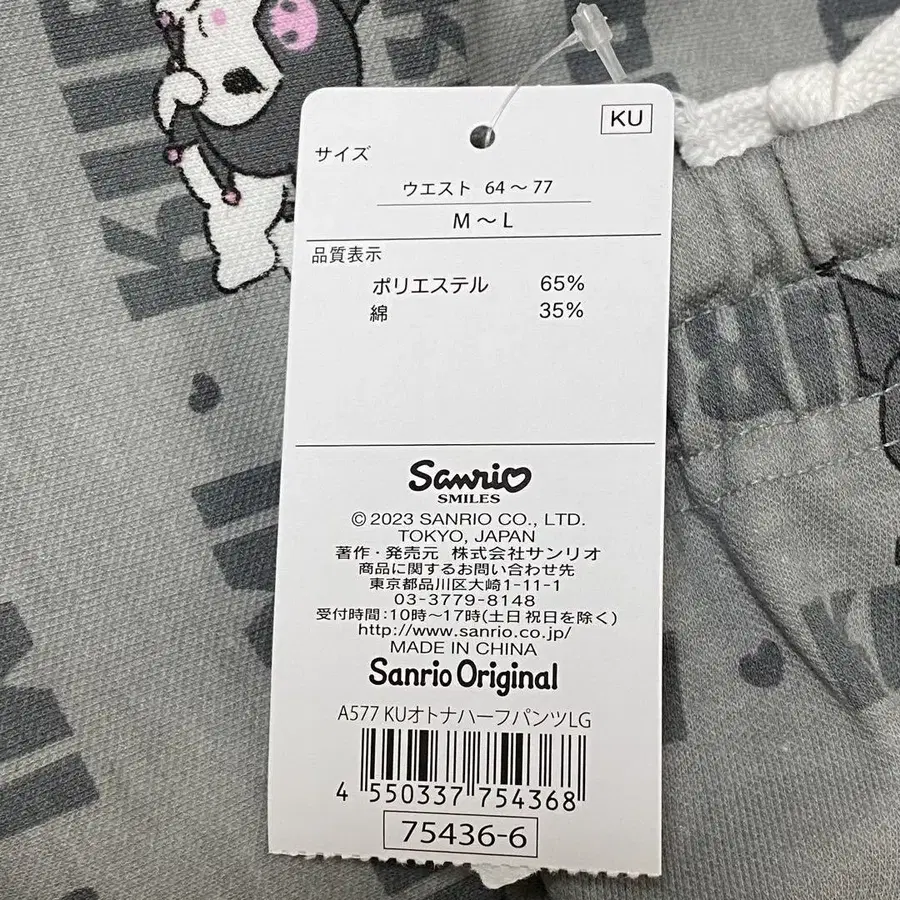 KU
サイズ
ウエスト 64～77
M～L
品質表示
ポリエステル 65%
綿 35%
Sanrio
SMILES
© 2023 SANRIO CO., LTD.
TOKYO, JAPAN
著作・発売元 株式会社サンリオ
商品に関するお問い合わせ先
東京都品川区大崎1-11-1
03-3779-8148
受付時間:10時～17時(土日祝日を除く)
http://www.sanrio.co.jp/
MADE IN CHINA
Sanrio Original
A577 KUオトナハーフパンツLG
4 550337 754368
75436-6